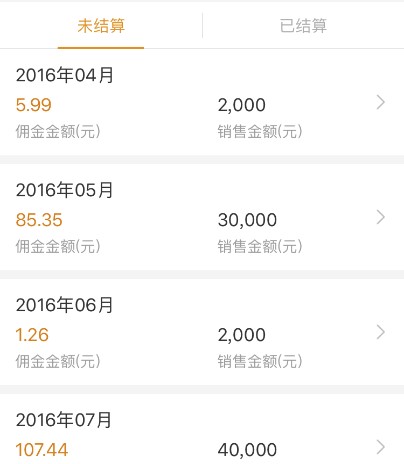 未结算 已结算
2016年04月
5.99 2,000
佣金金额(元) 销售金额(元)
2016年05月
85.35 30,000
佣金金额(元) 销售金额(元)
2016年06月
1.26 2,000
佣金金额(元) 销售金额(元)
2016年07月
107.44 40,000